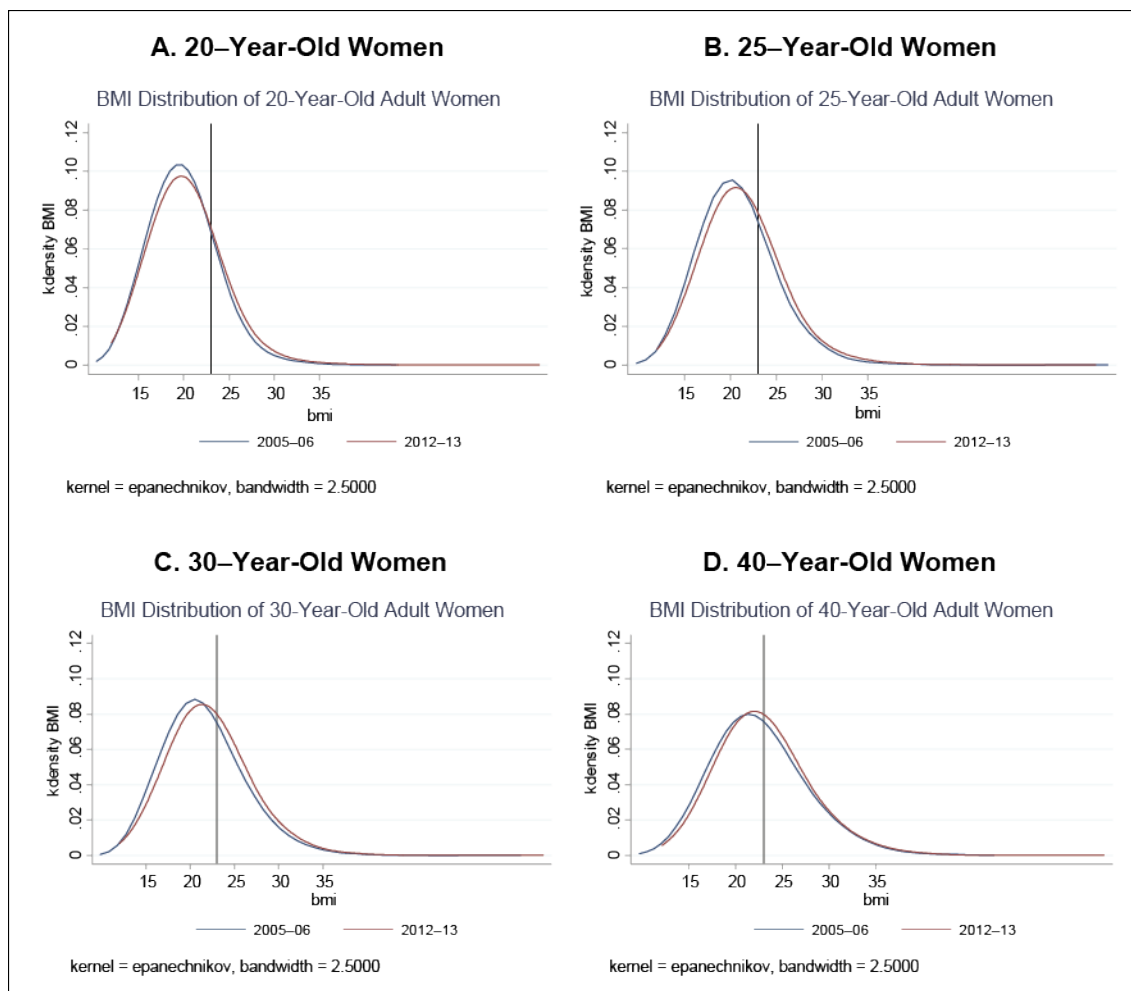 A. 20–Year-Old Women
BMI Distribution of 20-Year-Old Adult Women
kdensity BMI
0 .02 .04 .06 .08 .10 .12
15 20 25 30 35
bmi
2005–06 2012–13
kernel = epanechnikov, bandwidth = 2.5000
B. 25–Year-Old Women
BMI Distribution of 25-Year-Old Adult Women
kdensity BMI
0 .02 .04 .06 .08 .10 .12
15 20 25 30 35
bmi
2005–06 2012–13
kernel = epanechnikov, bandwidth = 2.5000
C. 30–Year-Old Women
BMI Distribution of 30-Year-Old Adult Women
kdensity BMI
0 .02 .04 .06 .08 .10 .12
15 20 25 30 35
bmi
2005–06 2012–13
kernel = epanechnikov, bandwidth = 2.5000
D. 40–Year-Old Women
BMI Distribution of 40-Year-Old Adult Women
kdensity BMI
0 .02 .04 .06 .08 .10 .12
15 20 25 30 35
bmi
2005–06 2012–13
kernel = epanechnikov, bandwidth = 2.5000